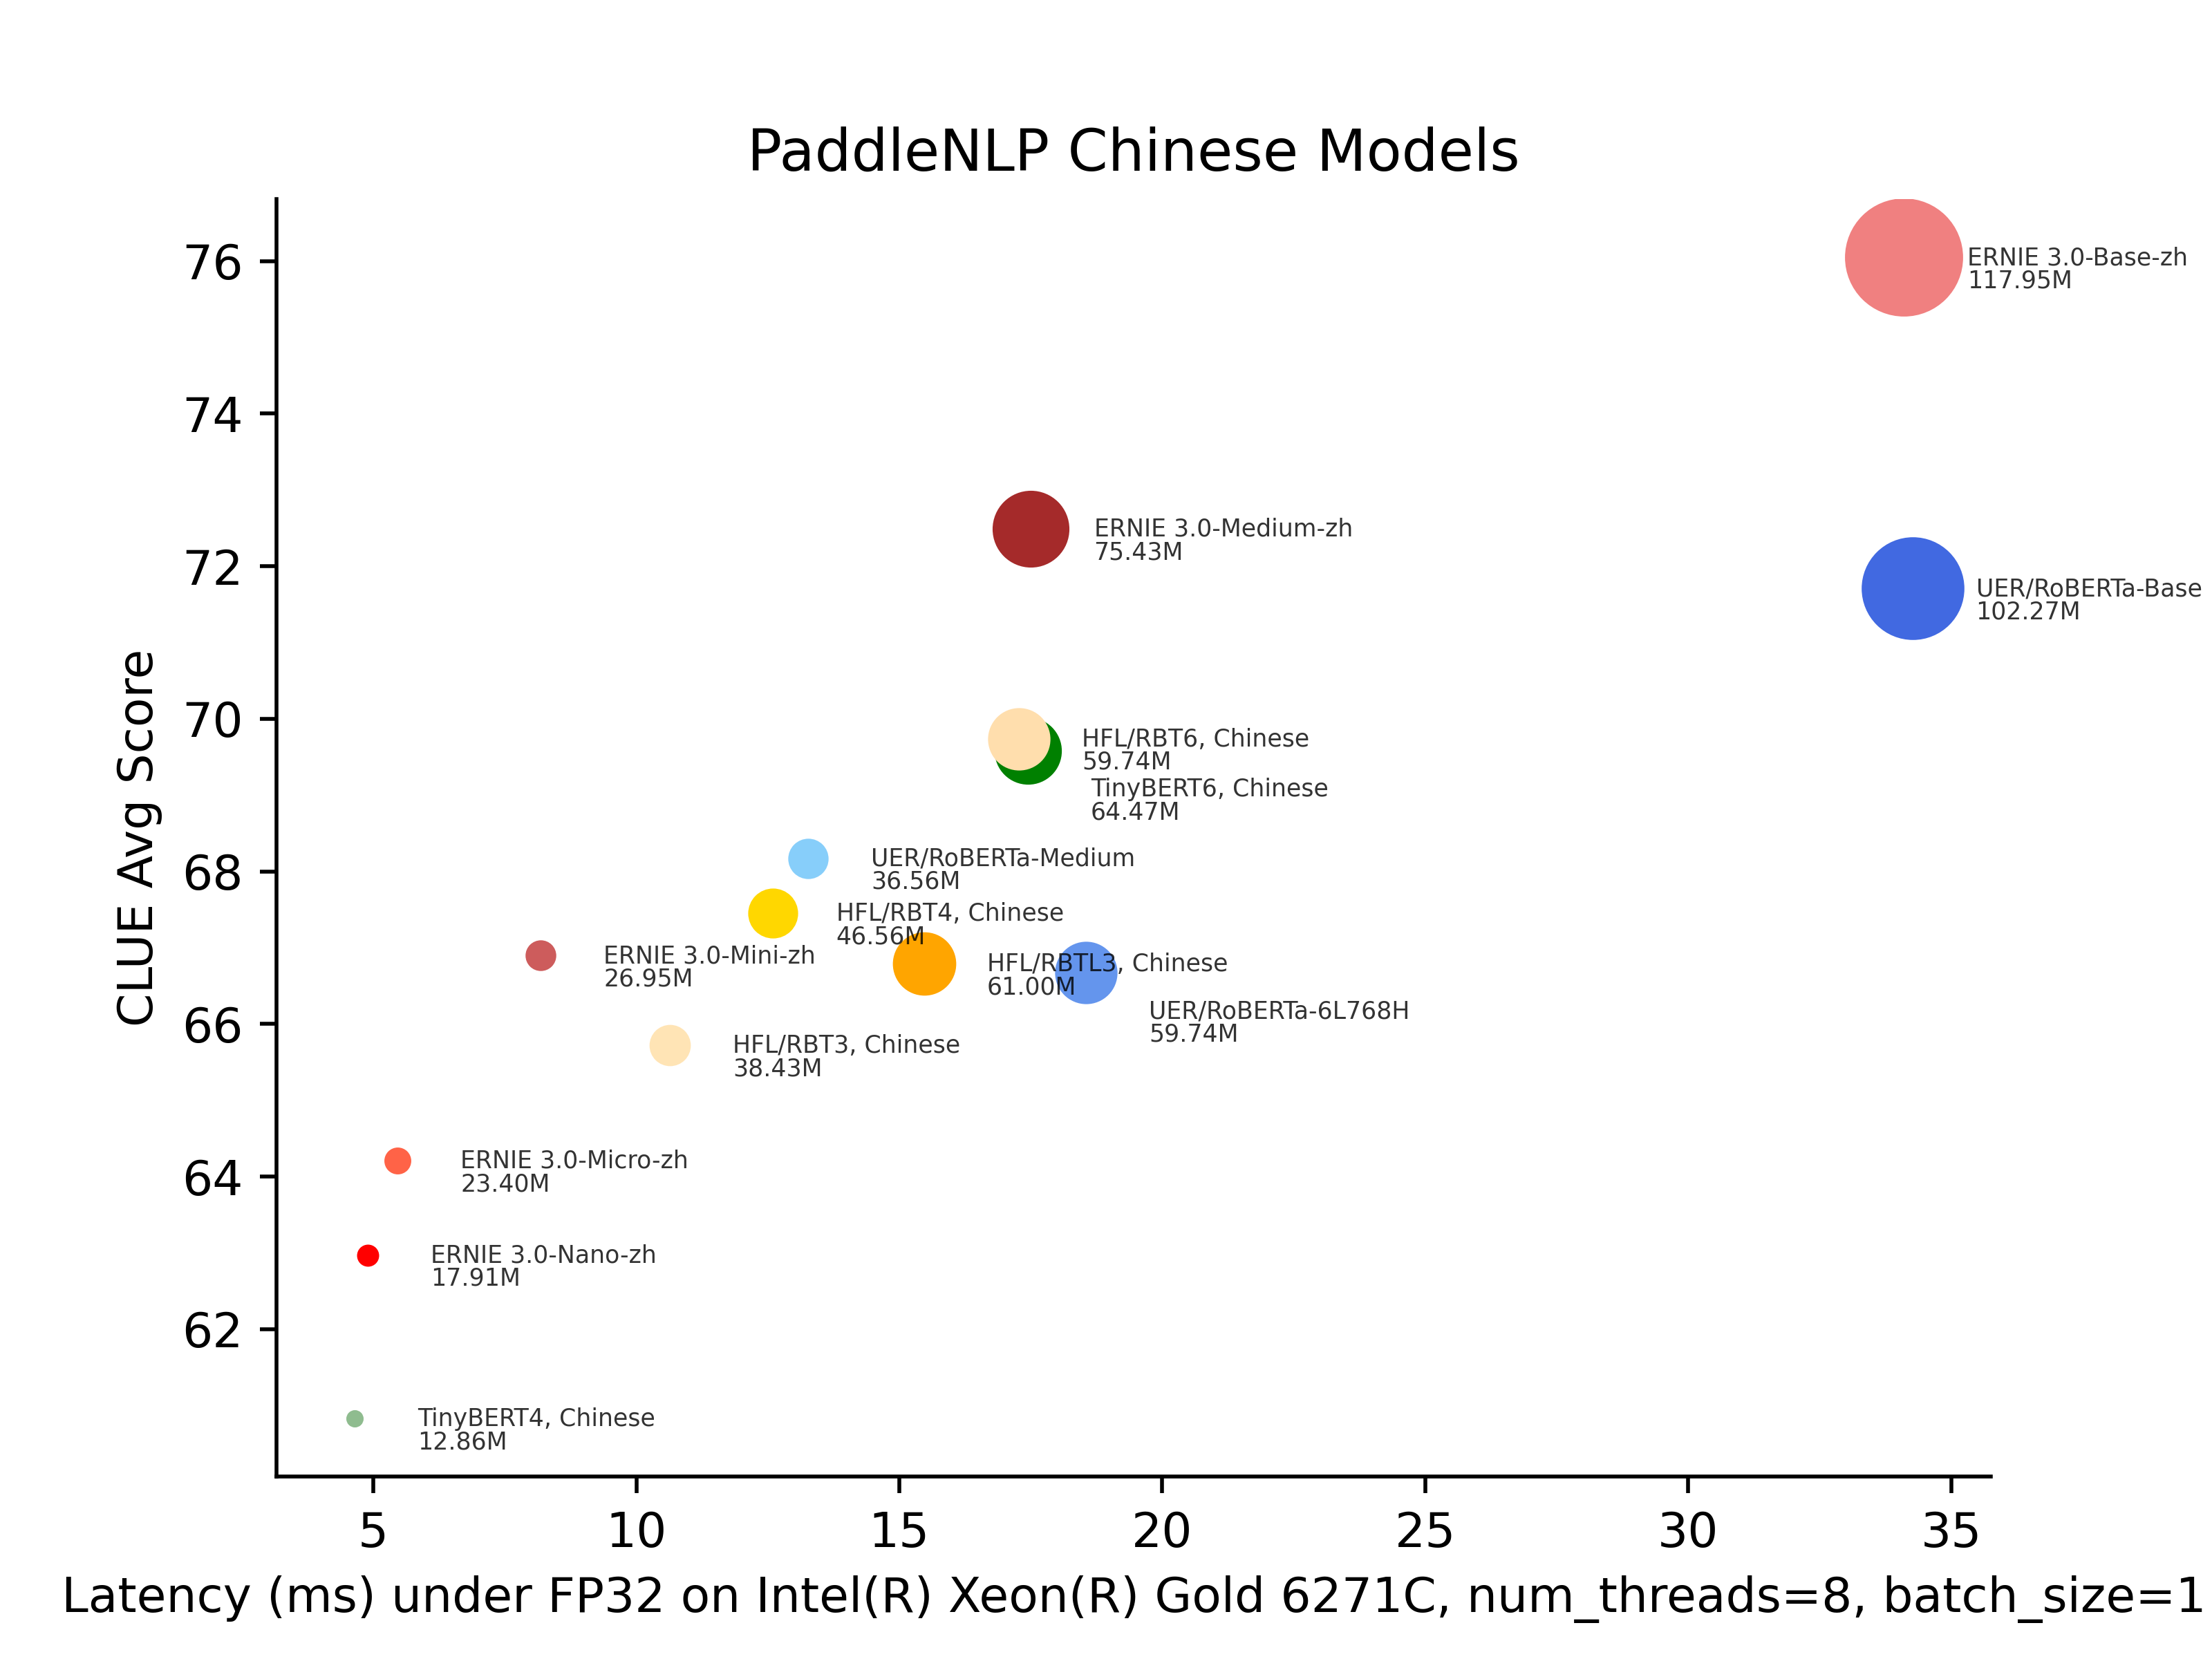 PaddleNLP Chinese Models
CLUE Avg Score
76
74
72
70
68
66
64
62
ERNIE 3.0-Base-zh
117.95M
ERNIE 3.0-Medium-zh
75.43M
UER/RoBERTa-Base
102.27M
HFL/RBT6, Chinese
59.74M
TinyBERT6, Chinese
64.47M
UER/RoBERTa-Medium
36.56M
HFL/RBT4, Chinese
46.56M
ERNIE 3.0-Mini-zh
26.95M
HFL/RBTL3, Chinese
61.00M
UER/RoBERTa-6L768H
59.74M
HFL/RBT3, Chinese
38.43M
ERNIE 3.0-Micro-zh
23.40M
ERNIE 3.0-Nano-zh
17.91M
TinyBERT4, Chinese
12.86M
5 10 15 20 25 30 35
Latency (ms) under FP32 on Intel(R) Xeon(R) Gold 6271C, num_threads=8, batch_size=1